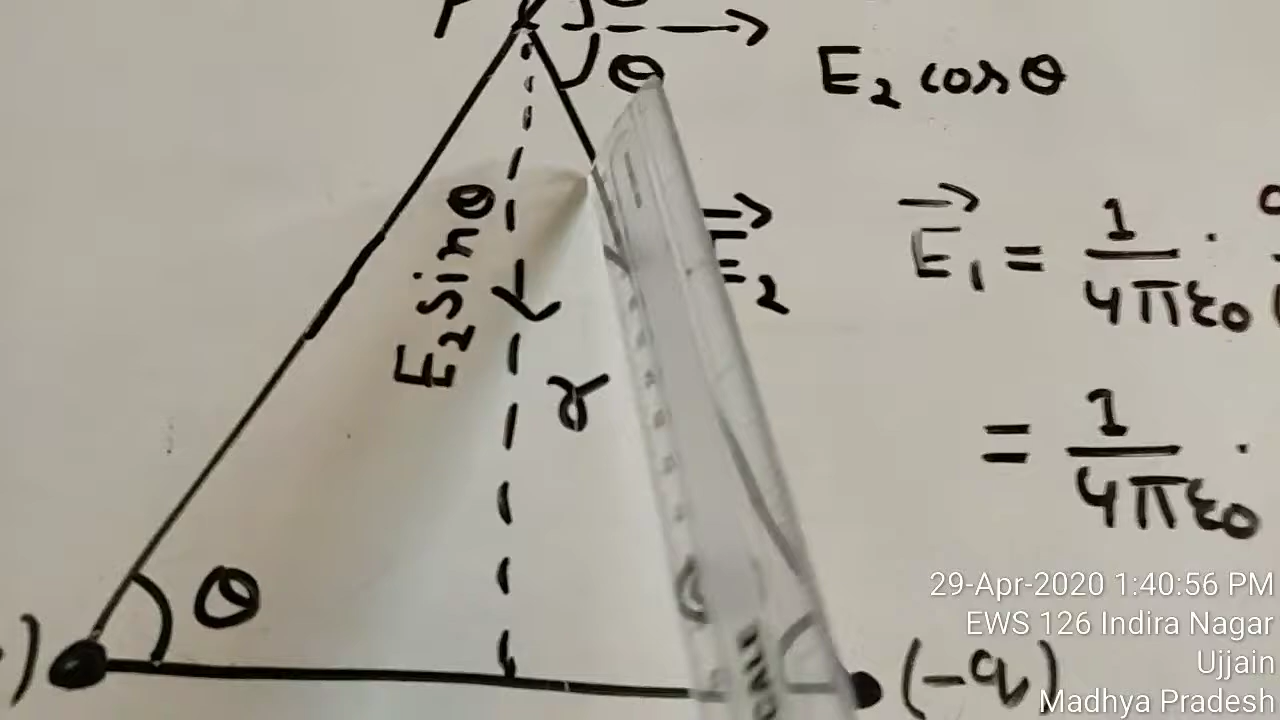 P
θ
E₂ cosθ
E₂ sinθ
E₂
E₁ = 1/4πε₀ ·
r
= 1/4πε₀ ·
θ
)
(-q)
29-Apr-2020 1:40:56 PM
EWS 126 Indira Nagar
Ujjain
Madhya Pradesh